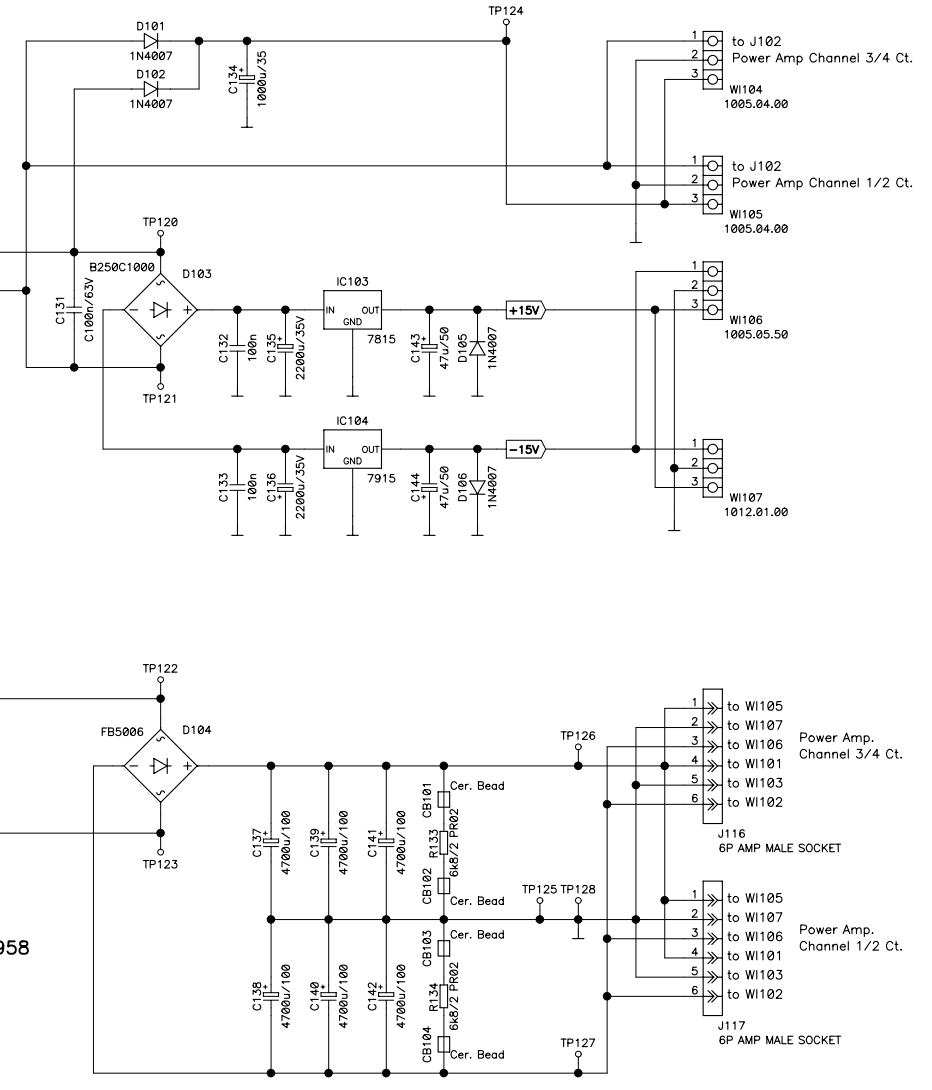 TP124
D101
1N4007
D102
1N4007
C134
+
1000u/35
1
2
3
to J102
Power Amp Channel 3/4 Ct.
WI104
1005.04.00
1
2
3
to J102
Power Amp Channel 1/2 Ct.
WI105
1005.04.00
TP120
B250C1000
D103
C131
C100n/63V
- +
TP121
C132
100n
C135
+
2200u/35V
IC103
IN OUT
GND
7815
C143
+
47u/50
D105
1N4007
+15V
1
2
3
WI106
1005.05.50
C133
100n
C136
+
2200u/35V
IC104
IN OUT
GND
7915
C144
+
47u/50
D106
1N4007
-15V
1
2
3
WI107
1012.01.00
TP122
FB5006
D104
- +
TP123
C137
+
4700u/100
C139
+
4700u/100
C141
+
4700u/100
CB101
Cer. Bead
R133
6k8/2 PR02
CB102
Cer. Bead
TP126
TP125 TP128
958
C138
+
4700u/100
C140
+
4700u/100
C142
+
4700u/100
CB103
Cer. Bead
R134
6k8/2 PR02
CB104
Cer. Bead
TP127
1 to WI105
2 to WI107
3 to WI106
4 to WI101
5 to WI103
6 to WI102
Power Amp.
Channel 3/4 Ct.
J116
6P AMP MALE SOCKET
1 to WI105
2 to WI107
3 to WI106
4 to WI101
5 to WI103
6 to WI102
Power Amp.
Channel 1/2 Ct.
J117
6P AMP MALE SOCKET